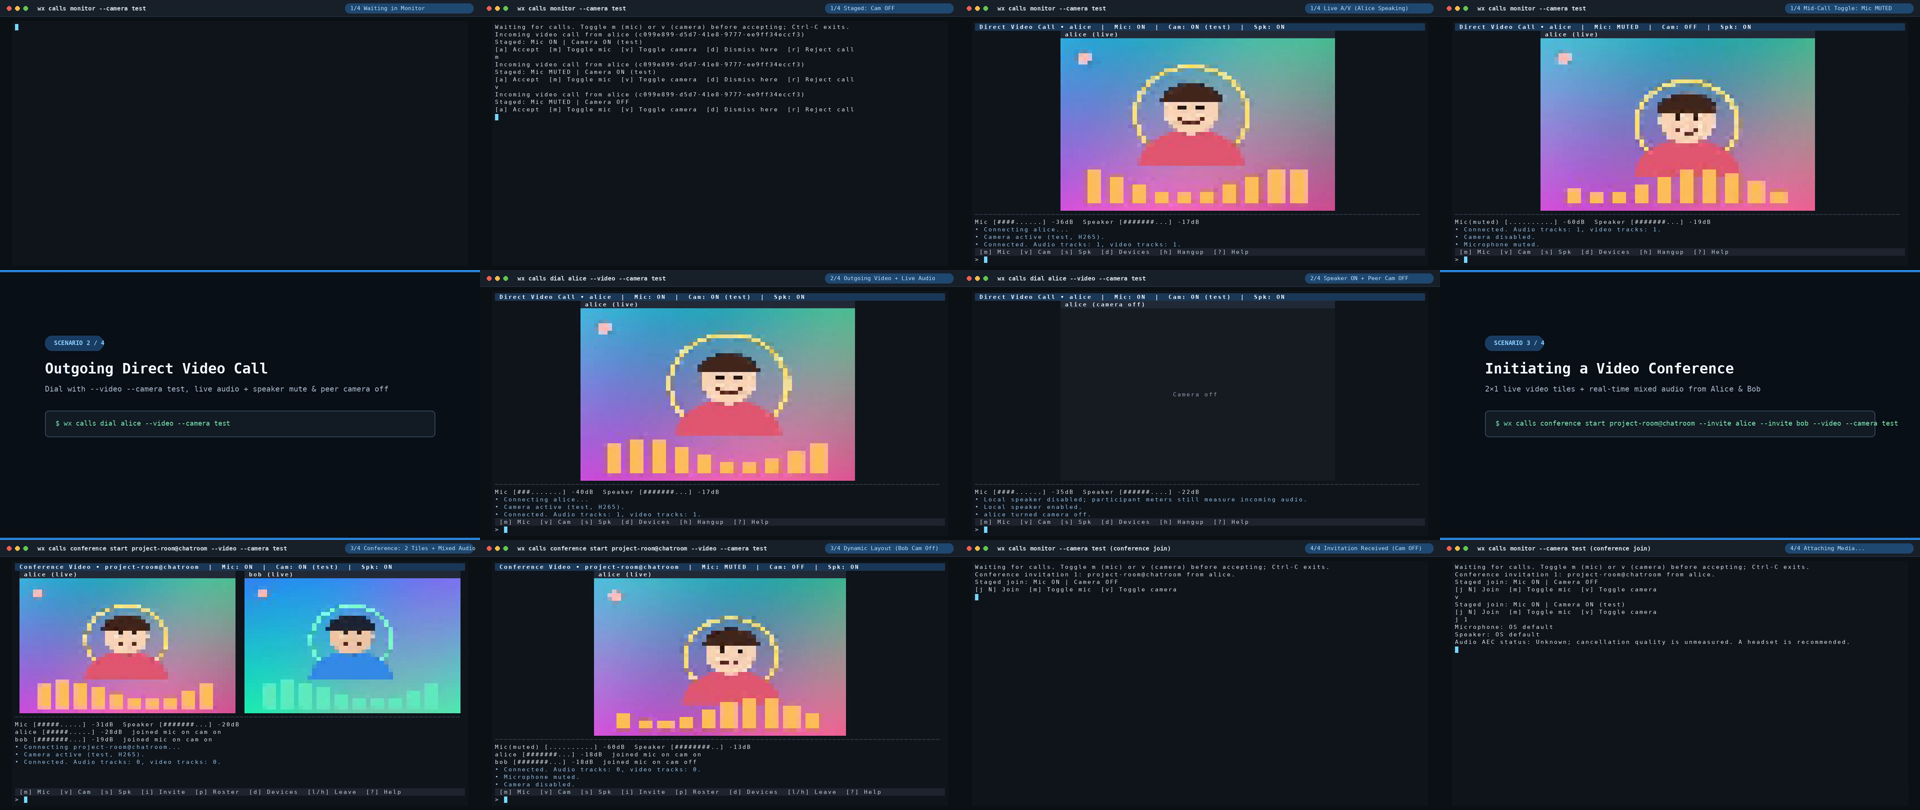 wx calls monitor --camera test
1/4 Waiting in Monitor
wx calls monitor --camera test
1/4 Staged: Cam OFF
Waiting for calls. Toggle m (mic) or v (camera) before accepting; Ctrl-C exits.
Incoming video call from alice (c099e899-d5d7-41e8-9777-ee9ff34eccf3)
Staged: Mic ON | Camera ON (test)
[a] Accept  [m] Toggle mic  [v] Toggle camera  [d] Dismiss here  [r] Reject call
m
Incoming video call from alice (c099e899-d5d7-41e8-9777-ee9ff34eccf3)
Staged: Mic MUTED | Camera ON (test)
[a] Accept  [m] Toggle mic  [v] Toggle camera  [d] Dismiss here  [r] Reject call
v
Incoming video call from alice (c099e899-d5d7-41e8-9777-ee9ff34eccf3)
Staged: Mic MUTED | Camera OFF
[a] Accept  [m] Toggle mic  [v] Toggle camera  [d] Dismiss here  [r] Reject call
wx calls monitor --camera test
1/4 Live A/V (Alice Speaking)
Direct Video Call • alice  |  Mic: ON  |  Cam: ON (test)  |  Spk: ON
alice (live)
Mic [####......] -36dB  Speaker [#######...] -17dB
• Connecting alice...
• Camera active (test, H265).
• Connected. Audio tracks: 1, video tracks: 1.
[m] Mic  [v] Cam  [s] Spk  [d] Devices  [h] Hangup  [?] Help
>
wx calls monitor --camera test
1/4 Mid-Call Toggle: Mic MUTED
Direct Video Call • alice  |  Mic: MUTED  |  Cam: OFF  |  Spk: ON
alice (live)
Mic(muted) [..........] -60dB  Speaker [#######...] -19dB
• Connected. Audio tracks: 1, video tracks: 1.
• Camera disabled.
• Microphone muted.
[m] Mic  [v] Cam  [s] Spk  [d] Devices  [h] Hangup  [?] Help
>
SCENARIO 2 / 4
Outgoing Direct Video Call
Dial with --video --camera test, live audio + speaker mute & peer camera off
$ wx calls dial alice --video --camera test
wx calls dial alice --video --camera test
2/4 Outgoing Video + Live Audio
Direct Video Call • alice  |  Mic: ON  |  Cam: ON (test)  |  Spk: ON
alice (live)
Mic [###.......] -40dB  Speaker [#######...] -17dB
• Connecting alice...
• Camera active (test, H265).
• Connected. Audio tracks: 1, video tracks: 1.
[m] Mic  [v] Cam  [s] Spk  [d] Devices  [h] Hangup  [?] Help
>
wx calls dial alice --video --camera test
2/4 Speaker ON + Peer Cam OFF
Direct Video Call • alice  |  Mic: ON  |  Cam: ON (test)  |  Spk: ON
alice (camera off)
Camera off
Mic [####......] -35dB  Speaker [######....] -22dB
• Local speaker disabled; participant meters still measure incoming audio.
• Local speaker enabled.
• alice turned camera off.
[m] Mic  [v] Cam  [s] Spk  [d] Devices  [h] Hangup  [?] Help
>
SCENARIO 3 / 4
Initiating a Video Conference
2×1 live video tiles + real-time mixed audio from Alice & Bob
$ wx calls conference start project-room@chatroom --invite alice --invite bob --video --camera test
wx calls conference start project-room@chatroom --video --camera test
3/4 Conference: 2 Tiles + Mixed Audio
Conference Video • project-room@chatroom  |  Mic: ON  |  Cam: ON (test)  |  Spk: ON
alice (live)
bob (live)
Mic [#####.....] -31dB  Speaker [#######...] -20dB
alice [#####.....] -28dB  joined mic on cam on
bob [#######...] -19dB  joined mic on cam on
• Connecting project-room@chatroom...
• Camera active (test, H265).
• Connected. Audio tracks: 0, video tracks: 0.
[m] Mic  [v] Cam  [s] Spk  [i] Invite  [p] Roster  [d] Devices  [l/h] Leave  [?] Help
>
wx calls conference start project-room@chatroom --video --camera test
3/4 Dynamic Layout (Bob Cam Off)
Conference Video • project-room@chatroom  |  Mic: MUTED  |  Cam: OFF  |  Spk: ON
alice (live)
Mic(muted) [..........] -60dB  Speaker [########..] -13dB
alice [#######...] -18dB  joined mic on cam on
bob [#######...] -18dB  joined mic on cam off
• Connected. Audio tracks: 0, video tracks: 0.
• Microphone muted.
• Camera disabled.
[m] Mic  [v] Cam  [s] Spk  [i] Invite  [p] Roster  [d] Devices  [l/h] Leave  [?] Help
>
wx calls monitor --camera test (conference join)
4/4 Invitation Received (Cam OFF)
Waiting for calls. Toggle m (mic) or v (camera) before accepting; Ctrl-C exits.
Conference invitation 1: project-room@chatroom from alice.
Staged join: Mic ON | Camera OFF
[j N] Join  [m] Toggle mic  [v] Toggle camera
wx calls monitor --camera test (conference join)
4/4 Attaching Media...
Waiting for calls. Toggle m (mic) or v (camera) before accepting; Ctrl-C exits.
Conference invitation 1: project-room@chatroom from alice.
Staged join: Mic ON | Camera OFF
[j N] Join  [m] Toggle mic  [v] Toggle camera
v
Staged join: Mic ON | Camera ON (test)
[j N] Join  [m] Toggle mic  [v] Toggle camera
j 1
Microphone: OS default
Speaker: OS default
Audio AEC status: Unknown; cancellation quality is unmeasured. A headset is recommended.